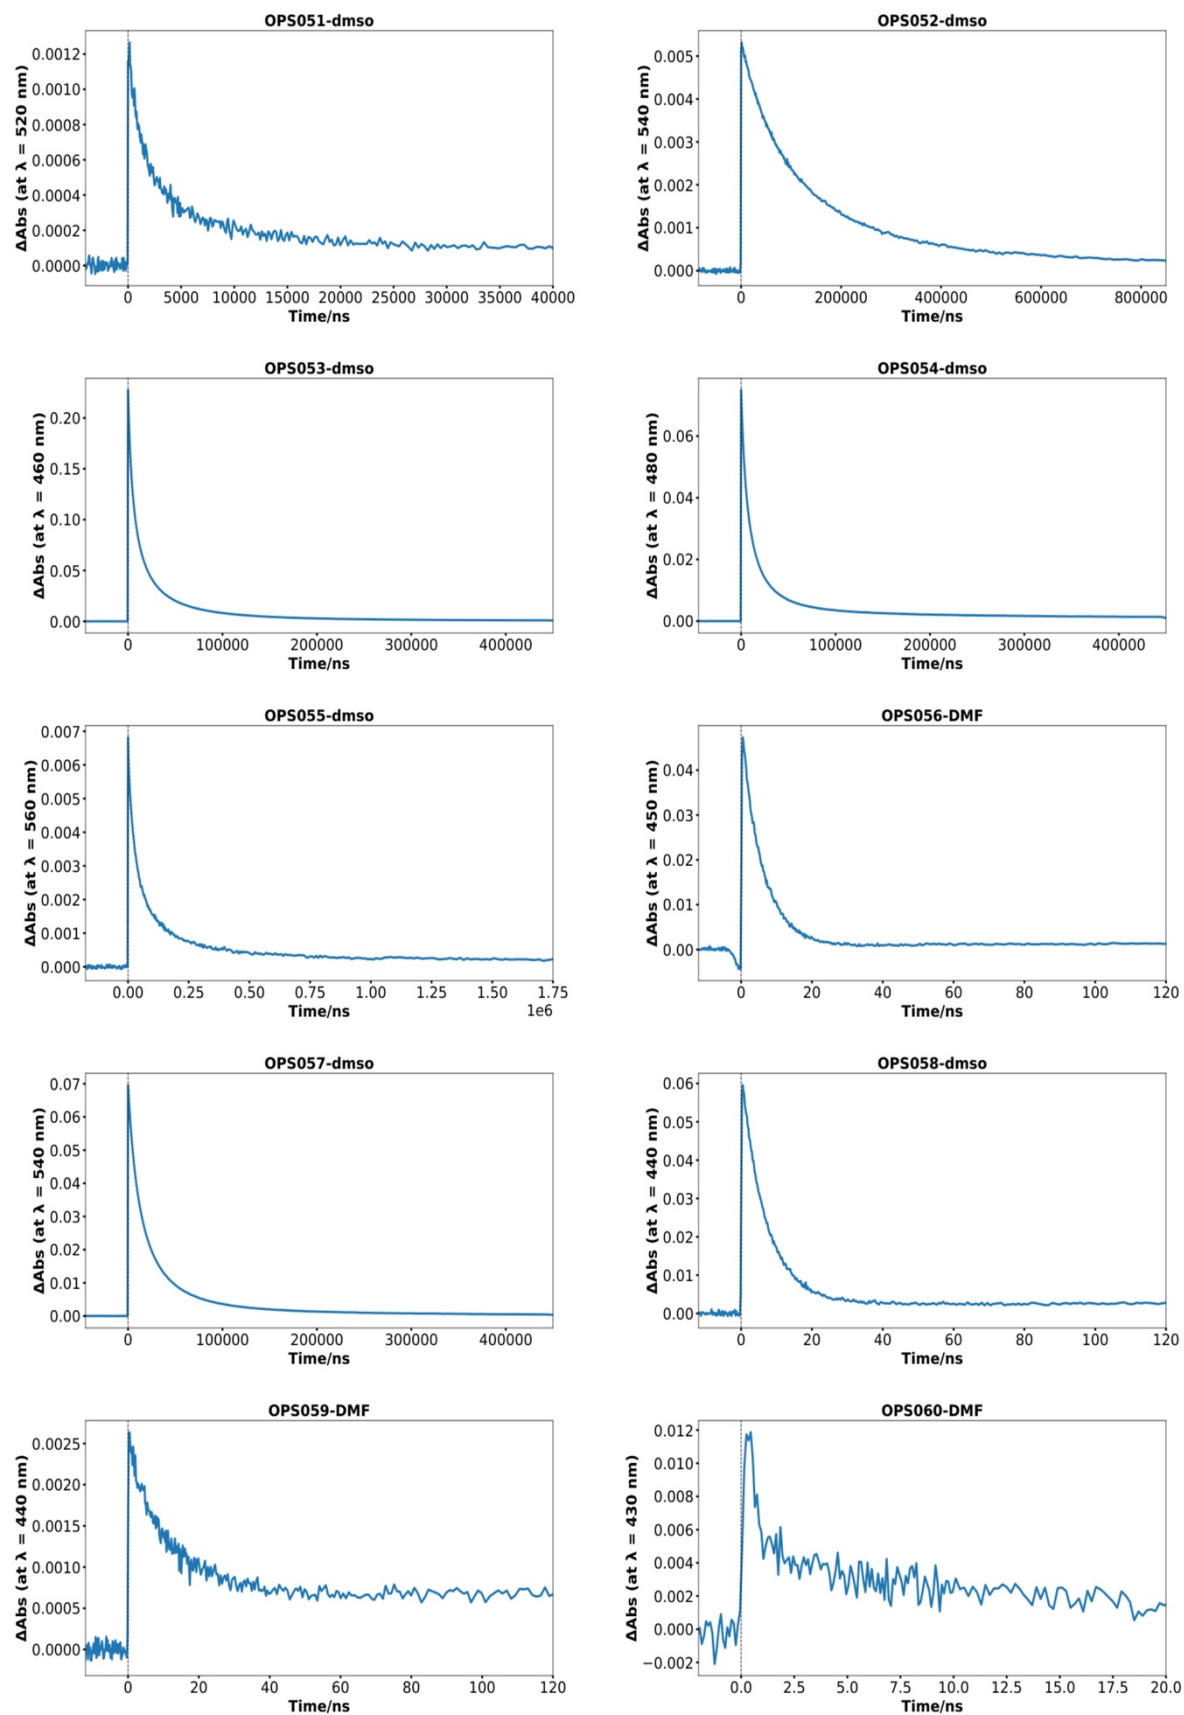 OPS051-dmso
ΔAbs (at λ = 520 nm)
0.0012
0.0010
0.0008
0.0006
0.0004
0.0002
0.0000
0 5000 10000 15000 20000 25000 30000 35000 40000
Time/ns
OPS052-dmso
ΔAbs (at λ = 540 nm)
0.005
0.004
0.003
0.002
0.001
0.000
0 200000 400000 600000 800000
Time/ns
OPS053-dmso
ΔAbs (at λ = 460 nm)
0.20
0.15
0.10
0.05
0.00
0 100000 200000 300000 400000
Time/ns
OPS054-dmso
ΔAbs (at λ = 480 nm)
0.06
0.04
0.02
0.00
0 100000 200000 300000 400000
Time/ns
OPS055-dmso
ΔAbs (at λ = 560 nm)
0.007
0.006
0.005
0.004
0.003
0.002
0.001
0.000
0.00 0.25 0.50 0.75 1.00 1.25 1.50 1.75
1e6
Time/ns
OPS056-DMF
ΔAbs (at λ = 450 nm)
0.04
0.03
0.02
0.01
0.00
0 20 40 60 80 100 120
Time/ns
OPS057-dmso
ΔAbs (at λ = 540 nm)
0.07
0.06
0.05
0.04
0.03
0.02
0.01
0.00
0 100000 200000 300000 400000
Time/ns
OPS058-dmso
ΔAbs (at λ = 440 nm)
0.06
0.05
0.04
0.03
0.02
0.01
0.00
0 20 40 60 80 100 120
Time/ns
OPS059-DMF
ΔAbs (at λ = 440 nm)
0.0025
0.0020
0.0015
0.0010
0.0005
0.0000
0 20 40 60 80 100 120
Time/ns
OPS060-DMF
ΔAbs (at λ = 430 nm)
0.012
0.010
0.008
0.006
0.004
0.002
0.000
−0.002
0.0 2.5 5.0 7.5 10.0 12.5 15.0 17.5 20.0
Time/ns